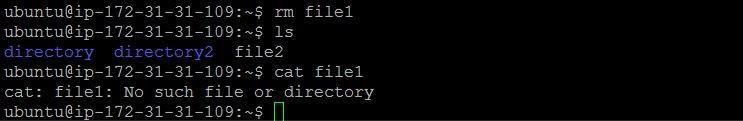 ubuntu@ip-172-31-31-109:~$ rm file1
ubuntu@ip-172-31-31-109:~$ ls
directory  directory2  file2
ubuntu@ip-172-31-31-109:~$ cat file1
cat: file1: No such file or directory
ubuntu@ip-172-31-31-109:~$